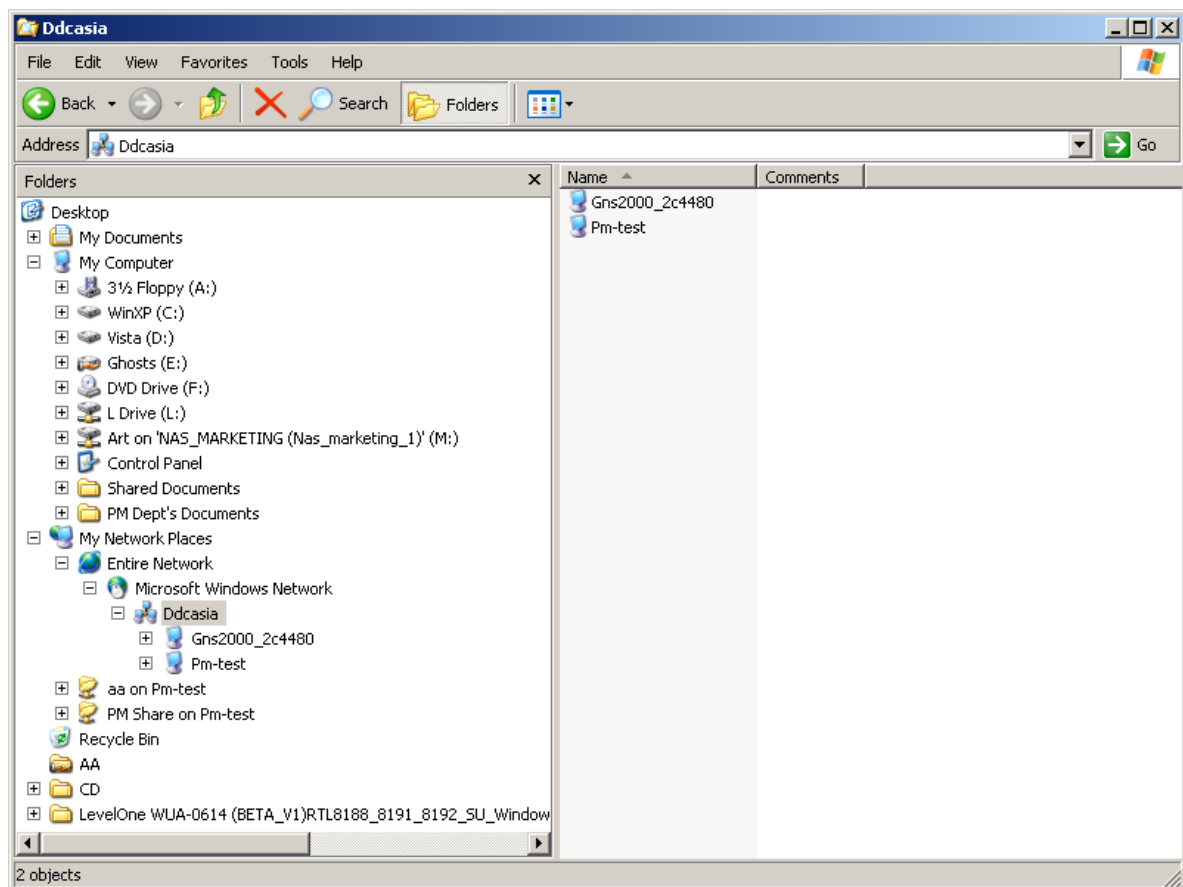 Ddcasia
File Edit View Favorites Tools Help
Back Search Folders
Address Ddcasia Go
Folders
Desktop
My Documents
My Computer
3½ Floppy (A:)
WinXP (C:)
Vista (D:)
Ghosts (E:)
DVD Drive (F:)
L Drive (L:)
Art on 'NAS_MARKETING (Nas_marketing_1)' (M:)
Control Panel
Shared Documents
PM Dept's Documents
My Network Places
Entire Network
Microsoft Windows Network
Ddcasia
Gns2000_2c4480
Pm-test
aa on Pm-test
PM Share on Pm-test
Recycle Bin
AA
CD
LevelOne WUA-0614 (BETA_V1)RTL8188_8191_8192_SU_Window
Name Comments
Gns2000_2c4480
Pm-test
2 objects